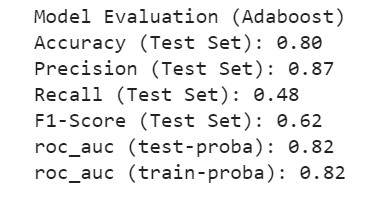 Model Evaluation (Adaboost)
Accuracy (Test Set): 0.80
Precision (Test Set): 0.87
Recall (Test Set): 0.48
F1-Score (Test Set): 0.62
roc_auc (test-proba): 0.82
roc_auc (train-proba): 0.82